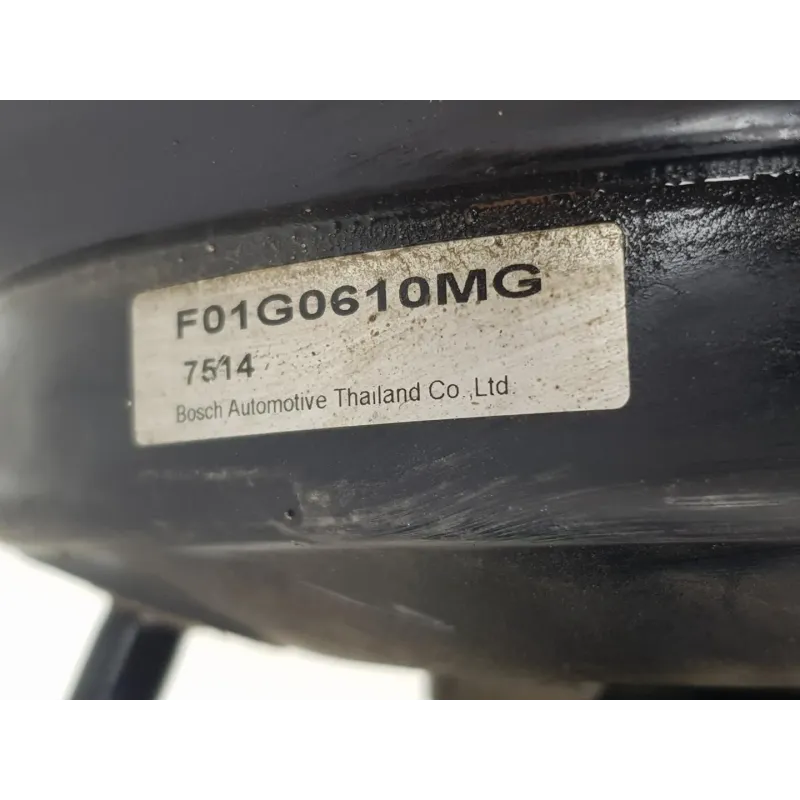 F01G0610MG
7514
Bosch Automotive Thailand Co.,Ltd.